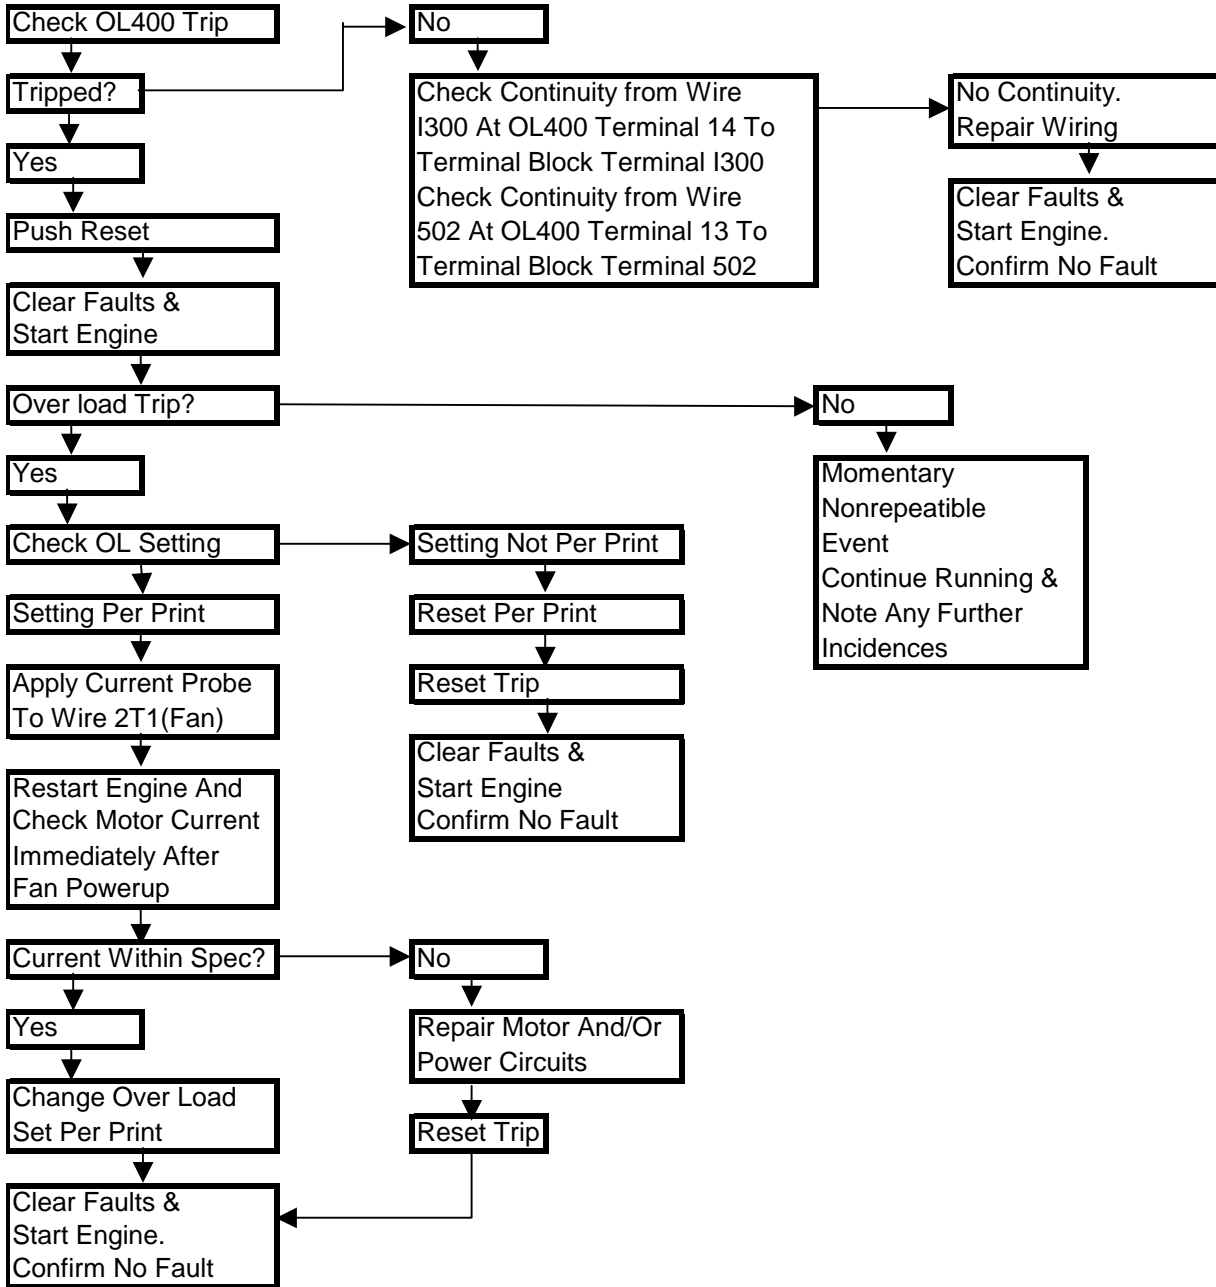 Check OL400 Trip
Tripped?
Yes
Push Reset
Clear Faults &
Start Engine
Over load Trip?
Yes
Check OL Setting
Setting Per Print
Apply Current Probe
To Wire 2T1(Fan)
Restart Engine And
Check Motor Current
Immediately After
Fan Powerup
Current Within Spec?
Yes
Change Over Load
Set Per Print
Clear Faults &
Start Engine.
Confirm No Fault
No
Check Continuity from Wire
I300 At OL400 Terminal 14 To
Terminal Block Terminal I300
Check Continuity from Wire
502 At OL400 Terminal 13 To
Terminal Block Terminal 502
No Continuity.
Repair Wiring
Clear Faults &
Start Engine.
Confirm No Fault
No
Momentary
Nonrepeatible
Event
Continue Running &
Note Any Further
Incidences
Setting Not Per Print
Reset Per Print
Reset Trip
Clear Faults &
Start Engine
Confirm No Fault
No
Repair Motor And/Or
Power Circuits
Reset Trip